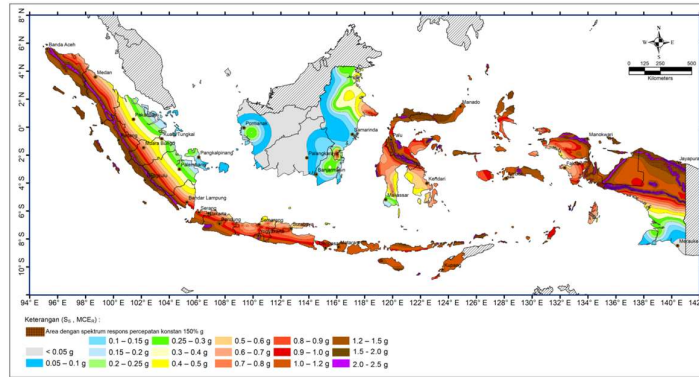 8° N
6° N
4° N
2° N
0°
2° S
4° S
6° S
8° S
10° S
N
W
E
S
0 125 250 500
Kilometers
Banda Aceh
Medan
Pontianak
Samarinda
Manado
Palu
Manokwari
Jayapura
Pangkalpinang
Palembang
Banjarmasin
Kendari
Makassar
Bandar Lampung
Serang
Bandung
Semarang
Mataram
Kupang
Merauke
94° E 96° E 98° E 100° E 102° E 104° E 106° E 108° E 110° E 112° E 114° E 116° E 118° E 120° E 122° E 124° E 126° E 128° E 130° E 132° E 134° E 136° E 138° E 140° E
Keterangan (SS , MCER) :
Area dengan spektrum respons percepatan konstan 150% g
< 0.05 g
0.05 – 0.1 g
0.1 – 0.15 g
0.15 – 0.2 g
0.2 – 0.25 g
0.25 – 0.3 g
0.3 – 0.4 g
0.4 – 0.5 g
0.5 – 0.6 g
0.6 – 0.7 g
0.7 – 0.8 g
0.8 – 0.9 g
0.9 – 1.0 g
1.0 – 1.2 g
1.2 – 1.5 g
1.5 – 2.0 g
2.0 - 2.5 g